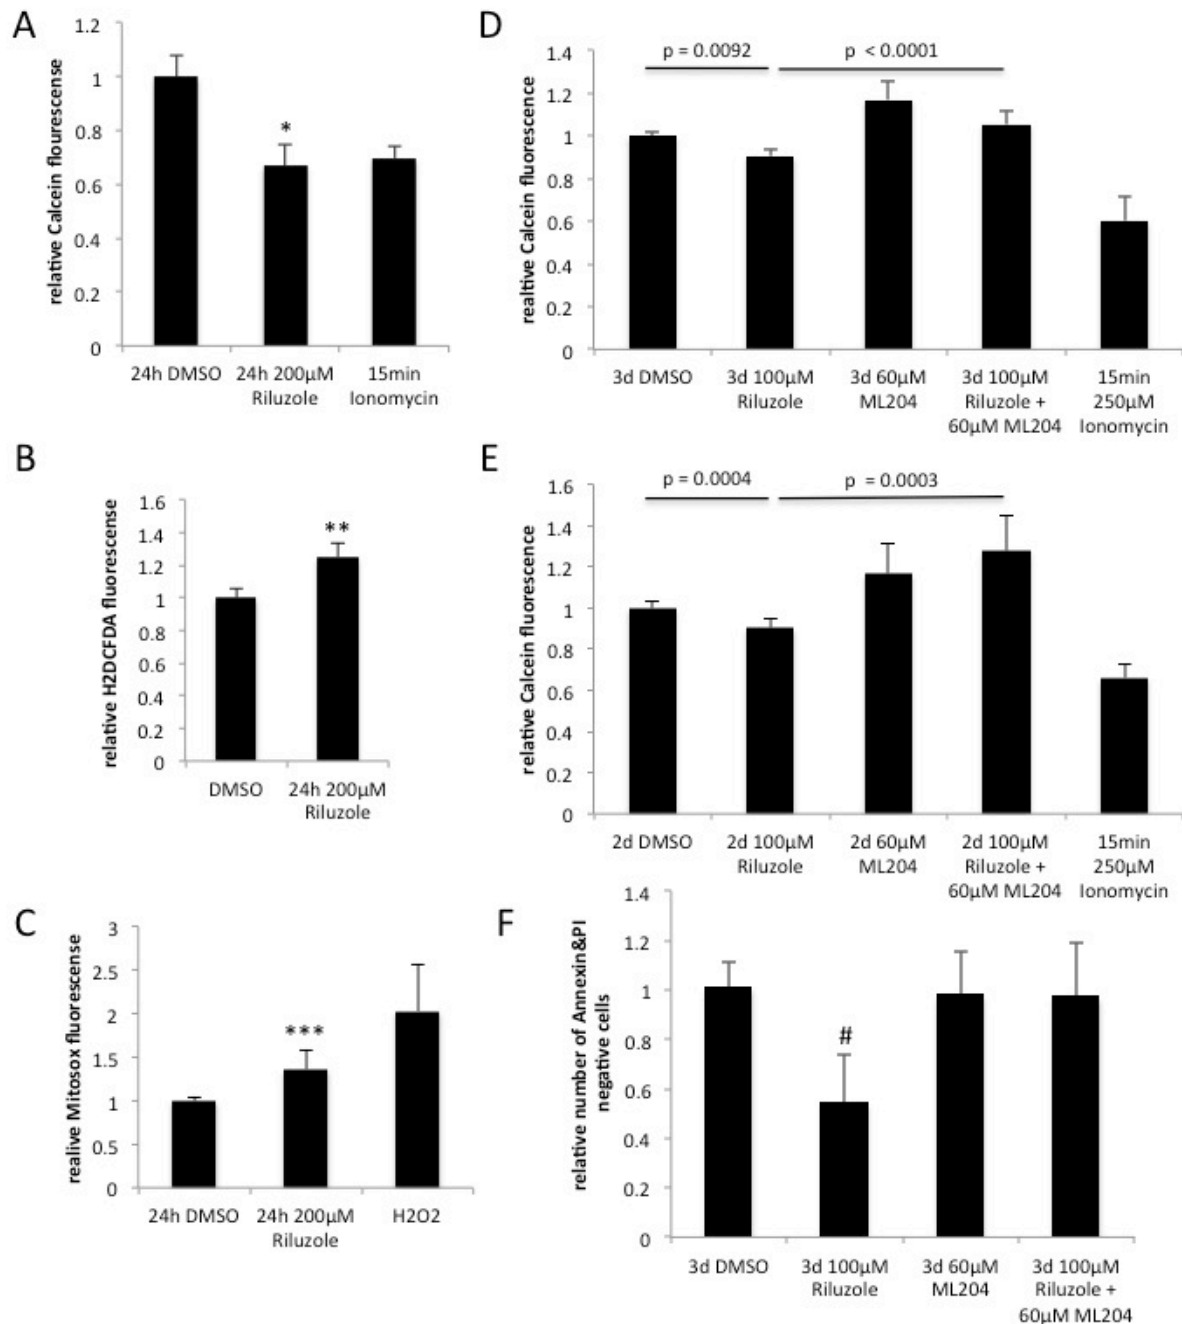 A
relative Calcein flourescense
1.2
1
0.8
0.6
0.4
0.2
0
*
24h DMSO
24h 200µM
Riluzole
15min
Ionomycin
B
relative H2DCFDA fluorescense
1.6
1.4
1.2
1
0.8
0.6
0.4
0.2
0
**
DMSO
24h 200µM
Riluzole
C
realive Mitosox fluorescense
3
2.5
2
1.5
1
0.5
0
***
24h DMSO
24h 200µM
Riluzole
H2O2
D
realtive Calcein fluorescence
1.4
1.2
1
0.8
0.6
0.4
0.2
0
p = 0.0092
p < 0.0001
3d DMSO
3d 100µM
Riluzole
3d 60µM
ML204
3d 100µM
Riluzole +
60µM ML204
15min
250µM
Ionomycin
E
relative Calcein fluorescence
1.6
1.4
1.2
1
0.8
0.6
0.4
0.2
0
p = 0.0004
p = 0.0003
2d DMSO
2d 100µM
Riluzole
2d 60µM
ML204
2d 100µM
Riluzole +
60µM ML204
15min
250µM
Ionomycin
F
relative number of Annexin&PI
negative cells
1.4
1.2
1
0.8
0.6
0.4
0.2
0
#
3d DMSO
3d 100µM
Riluzole
3d 60µM
ML204
3d 100µM
Riluzole +
60µM ML204